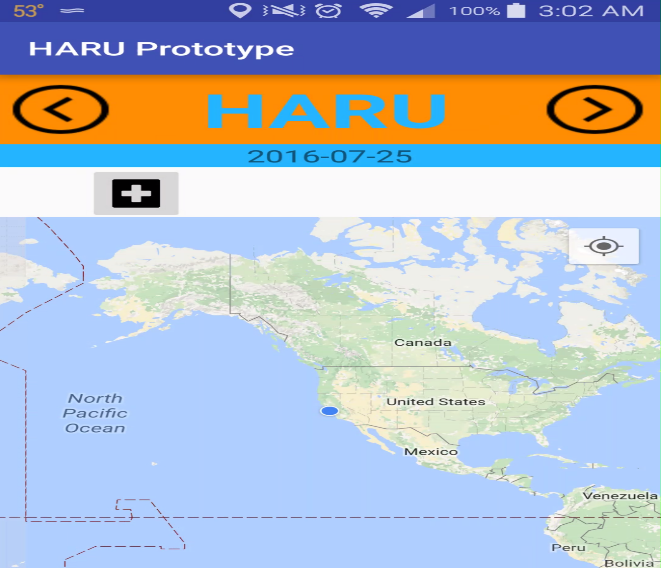 53° 100% 3:02 AM
HARU Prototype
HARU
2016-07-25
Canada
United States
North
Pacific
Ocean
Mexico
Venezuela
Peru
Bolivia